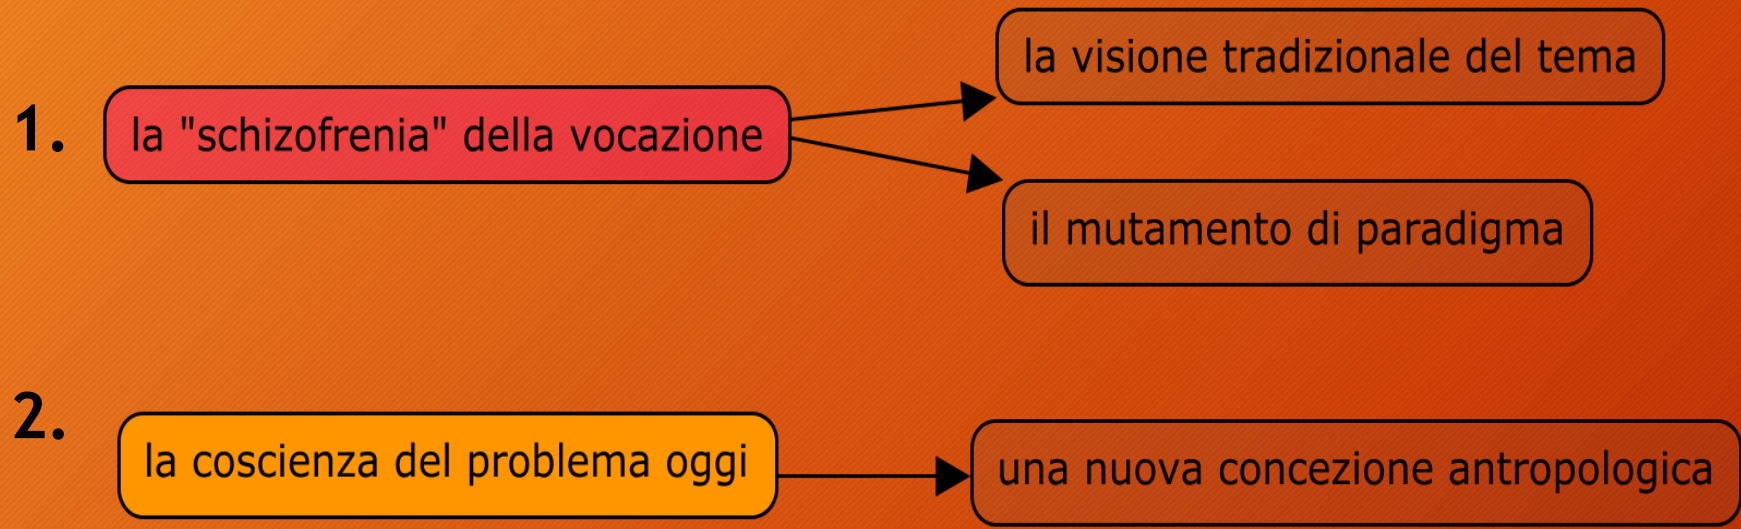 1.
la "schizofrenia" della vocazione
la visione tradizionale del tema
il mutamento di paradigma
2.
la coscienza del problema oggi
una nuova concezione antropologica